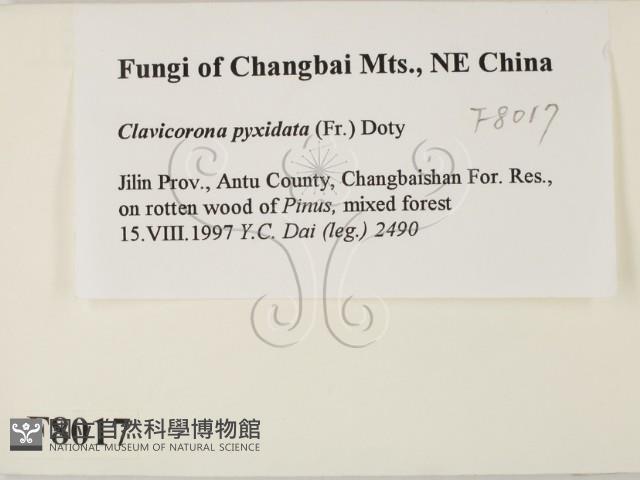 Fungi of Changbai Mts., NE China
Clavicorona pyxidata (Fr.) Doty F8017
Jilin Prov., Antu County, Changbaishan For. Res.,
on rotten wood of Pinus, mixed forest
15.VIII.1997 Y.C. Dai (leg.) 2490
F8017
國立自然科學博物館
NATIONAL MUSEUM OF NATURAL SCIENCE